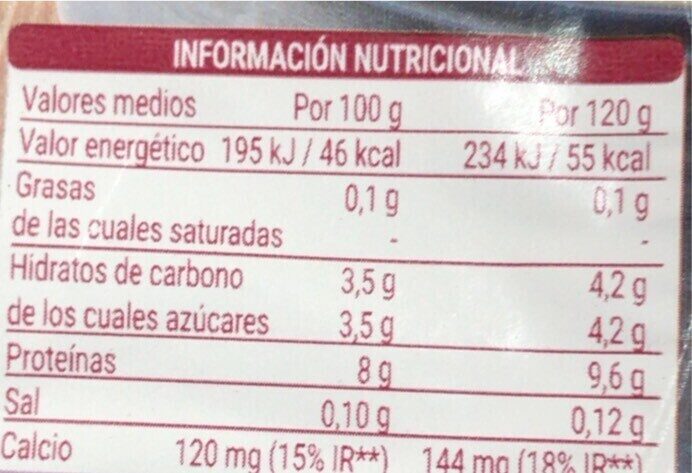 INFORMACIÓN NUTRICIONAL
Valores medios Por 100 g Por 120 g
Valor energético 195 kJ / 46 kcal 234 kJ / 55 kcal
Grasas 0,1 g 0,1 g
de las cuales saturadas - -
Hidratos de carbono 3,5 g 4,2 g
de los cuales azúcares 3,5 g 4,2 g
Proteínas 8 g 9,6 g
Sal 0,10 g 0,12 g
Calcio 120 mg (15% IR**) 144 mg (18% IR**)